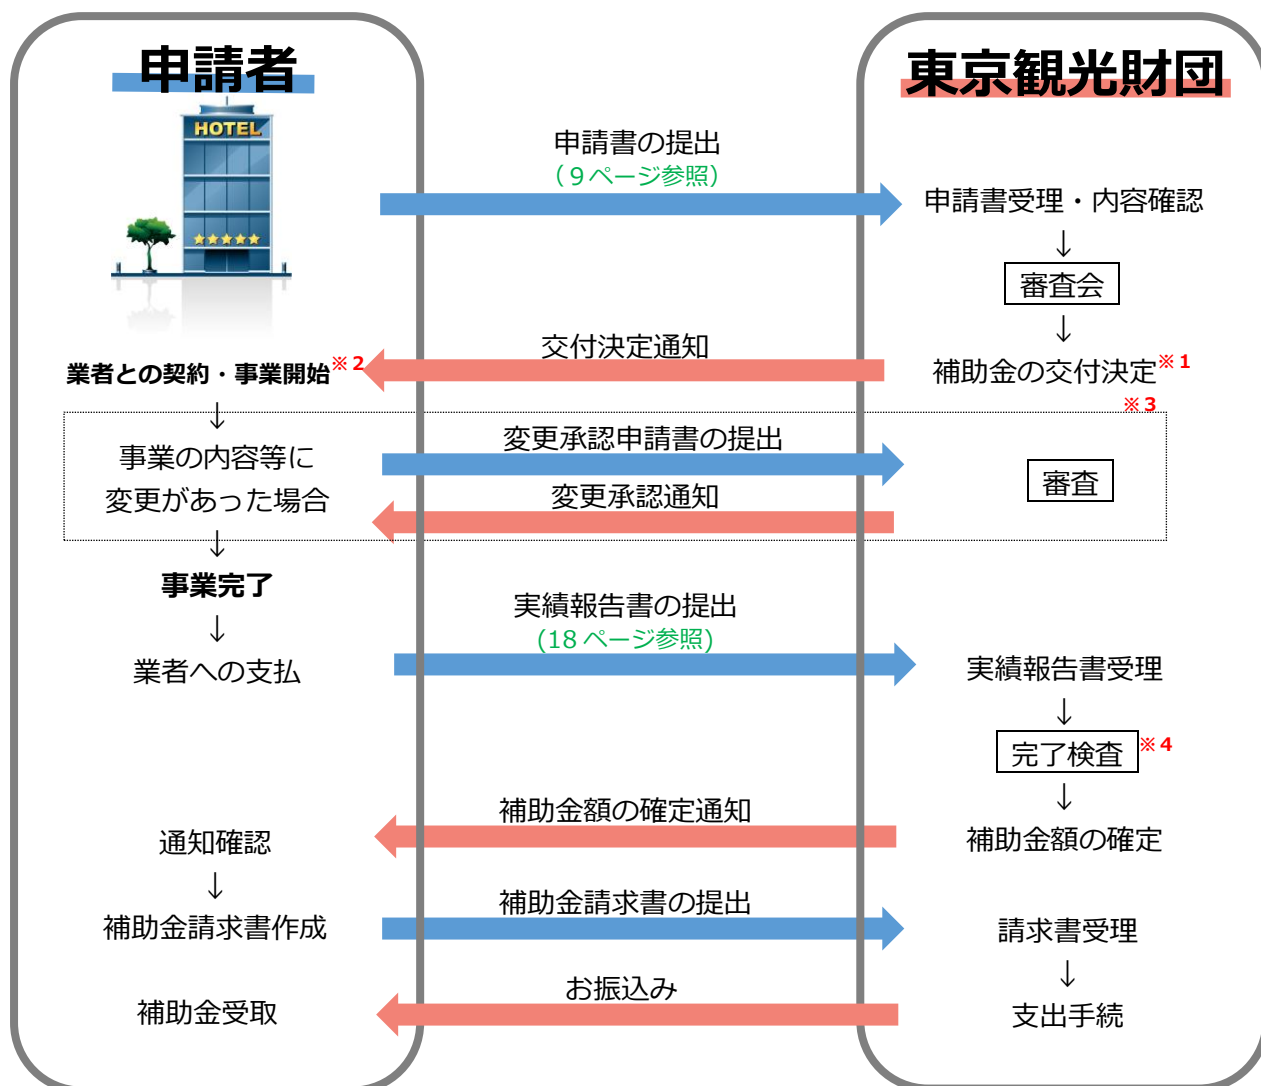 申請者
東京観光財団
HOTEL
申請書の提出
（９ページ参照）
申請書受理・内容確認
↓
審査会
↓
交付決定通知
補助金の交付決定※１
業者との契約・事業開始※２
↓
※３
事業の内容等に
変更があった場合
変更承認申請書の提出
審査
変更承認通知
↓
事業完了
↓
業者への支払
実績報告書の提出
(18 ページ参照)
実績報告書受理
↓
完了検査※４
↓
補助金額の確定通知
補助金額の確定
通知確認
↓
補助金請求書作成
補助金請求書の提出
請求書受理
↓
お振込み
支出手続
補助金受取